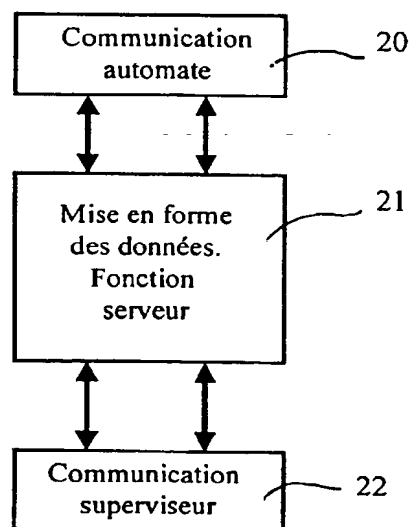 Communication
automate
20
Mise en forme
des données.
Fonction
serveur
21
Communication
superviseur
22